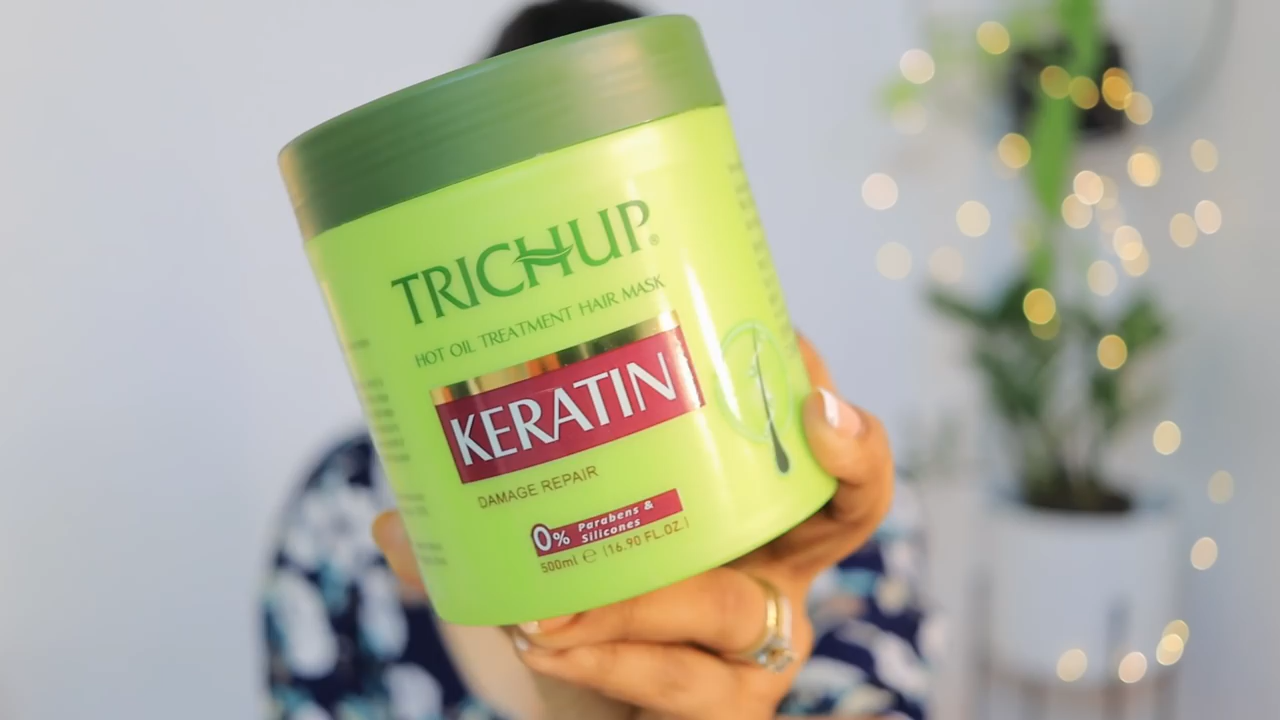 TRICHUP®
HOT OIL TREATMENT HAIR MASK
KERATIN
DAMAGE REPAIR
0% Parabens &
Silicones
500ml ℮ (16.90 FL.OZ.)